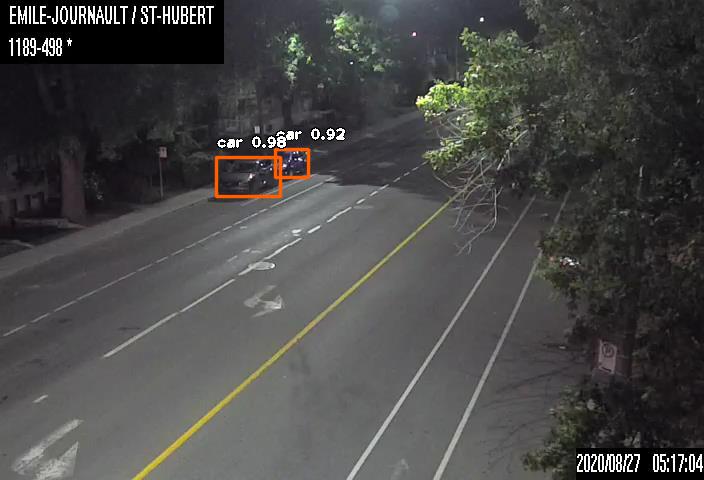 EMILE-JOURNAULT / ST-HUBERT
1189-498 *
car 0.98
car 0.92
2020/08/27 05:17:04